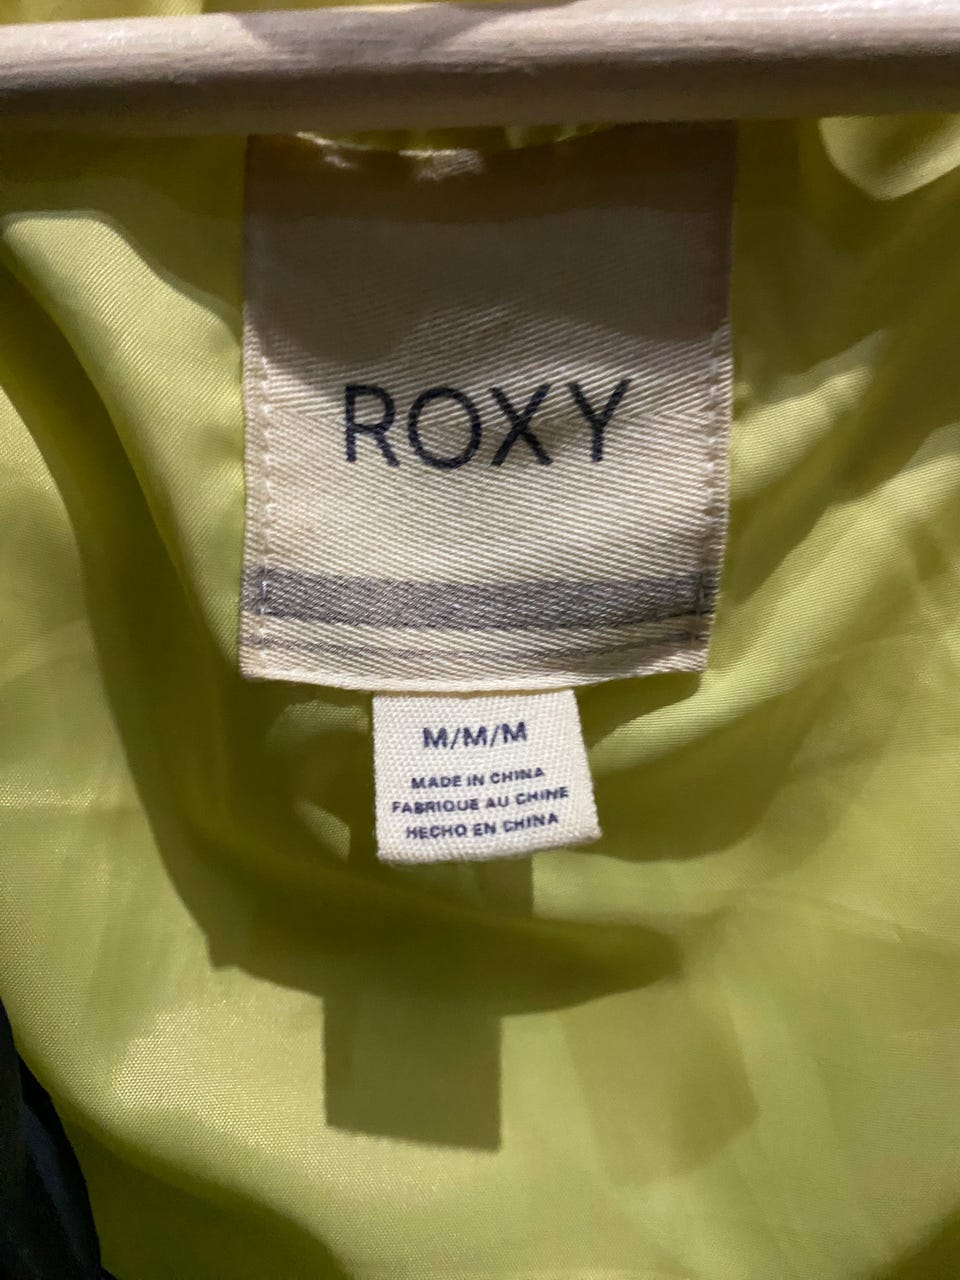 ROXY
M/M/M
MADE IN CHINA
FABRIQUE AU CHINE
HECHO EN CHINA